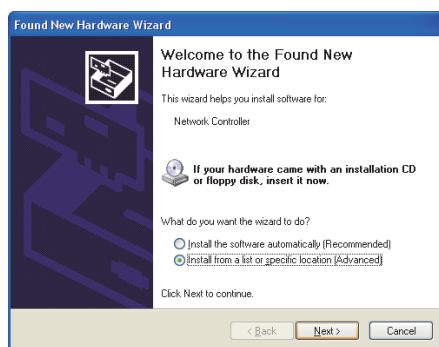 Found New Hardware Wizard
Welcome to the Found New
Hardware Wizard
This wizard helps you install software for:
Network Controller
If your hardware came with an installation CD
or floppy disk, insert it now.
What do you want the wizard to do?
Install the software automatically (Recommended)
Install from a list or specific location (Advanced)
Click Next to continue.
< Back Next > Cancel